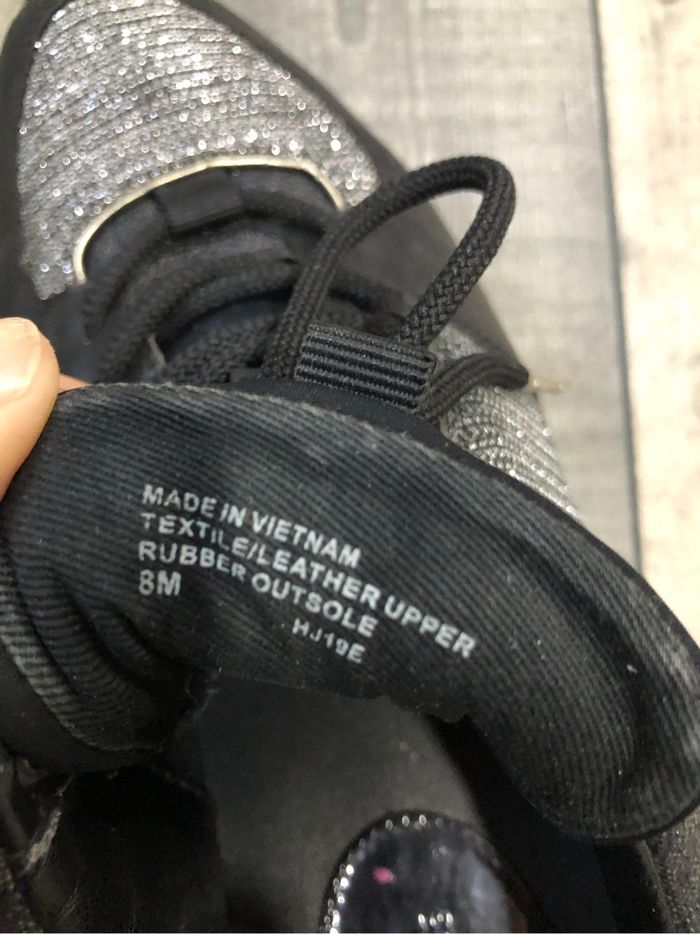 MADE IN VIETNAM
TEXTILE/LEATHER UPPER
RUBBER OUTSOLE
8M
HJ19E